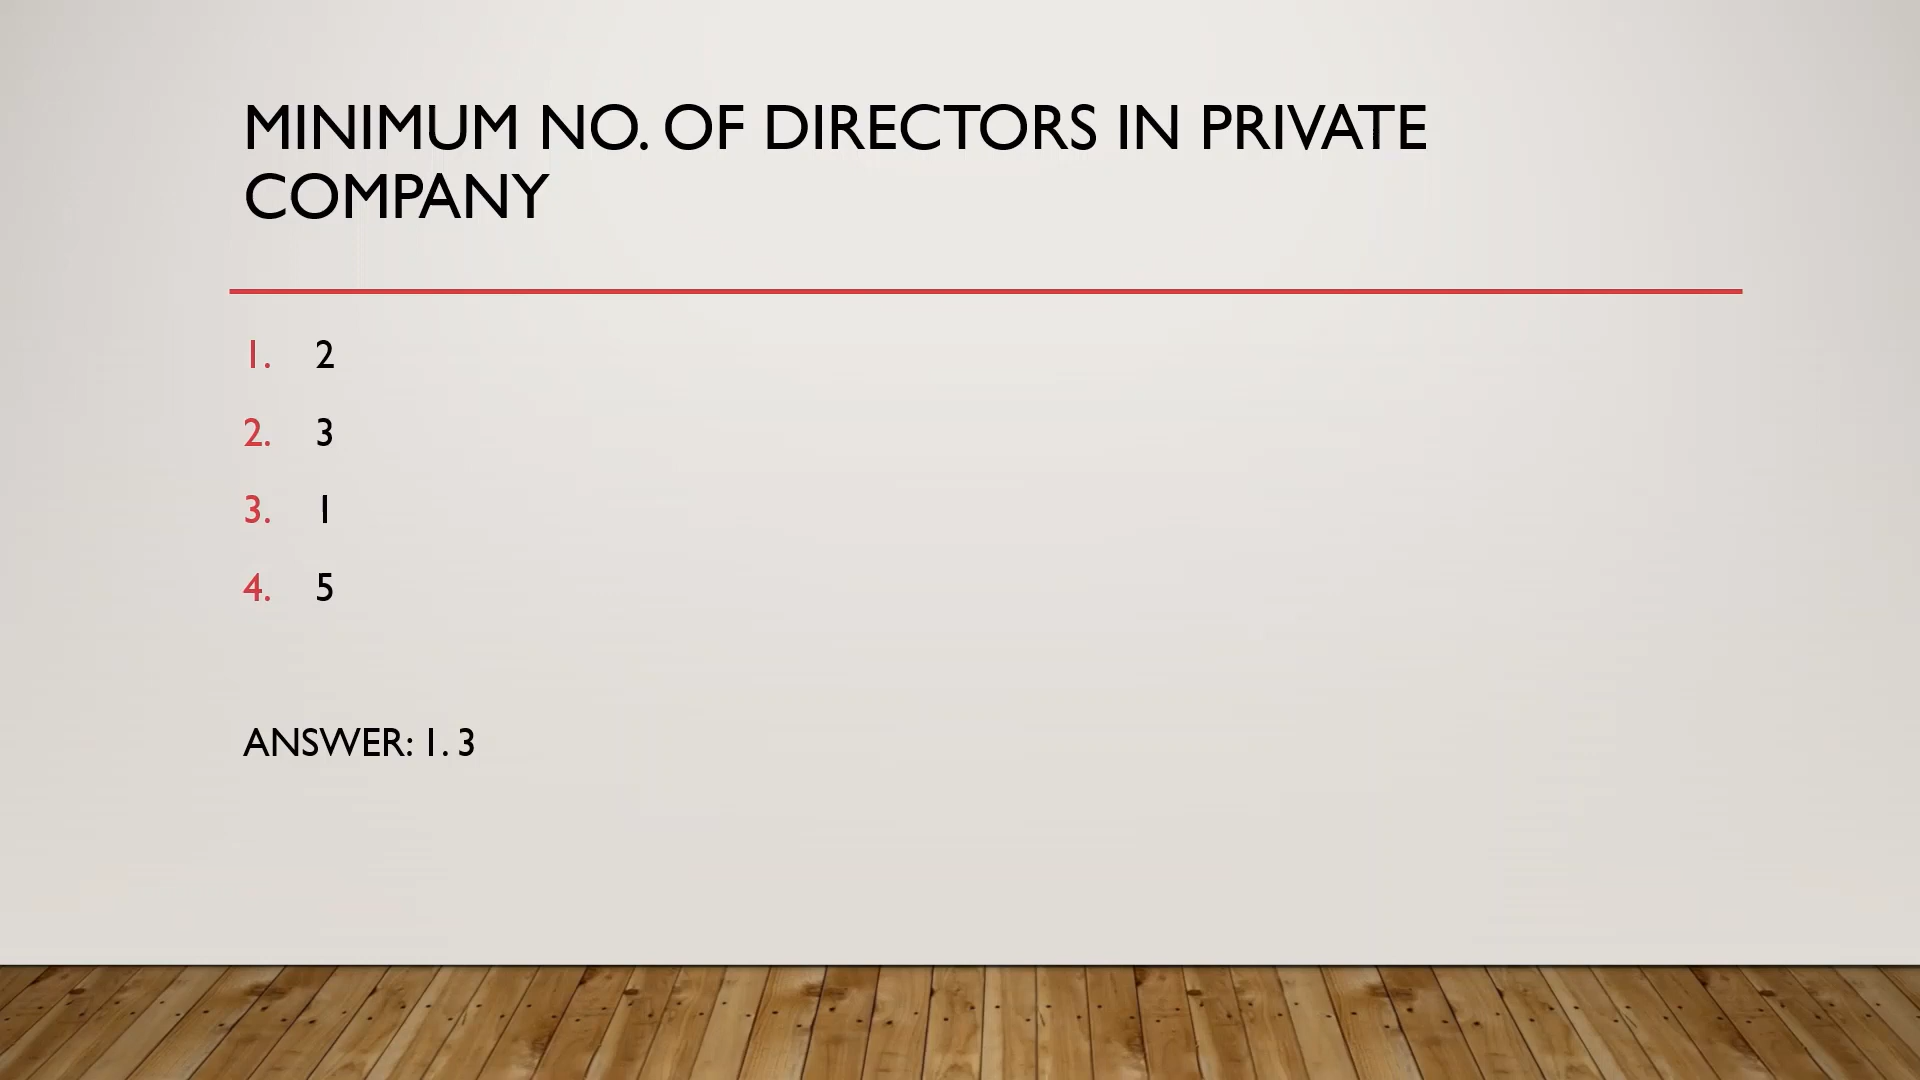 MINIMUM NO. OF DIRECTORS IN PRIVATE
COMPANY
1. 2
2. 3
3. 1
4. 5
ANSWER: 1. 3